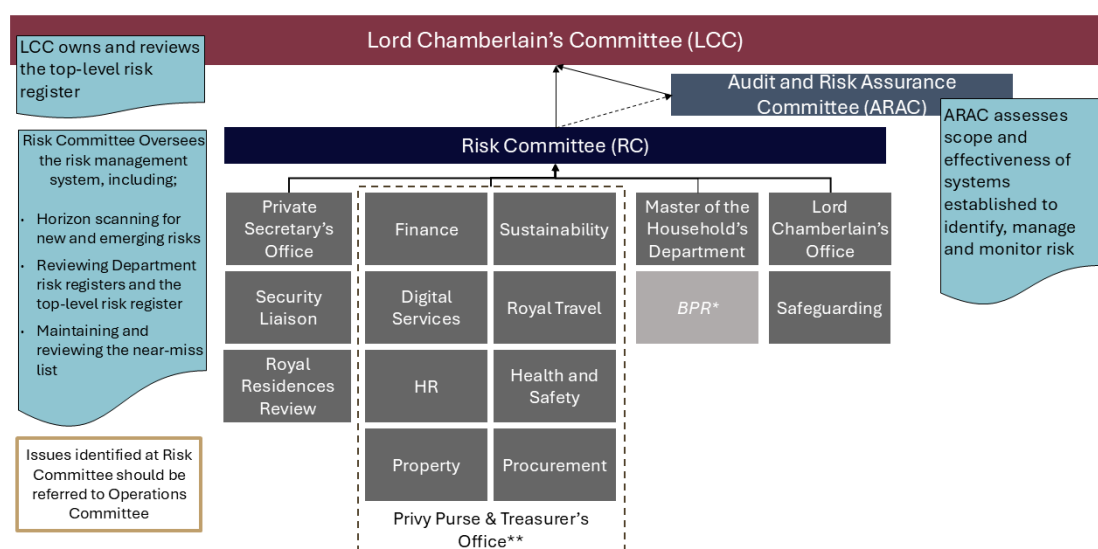 Lord Chamberlain's Committee (LCC)
LCC owns and reviews
the top-level risk
register
Audit and Risk Assurance
Committee (ARAC)
ARAC assesses
scope and
effectiveness of
systems
established to
identify, manage
and monitor risk
Risk Committee Oversees
the risk management
system, including;
· Horizon scanning for
new and emerging risks
· Reviewing Department
risk registers and the
top-level risk register
· Maintaining and
reviewing the near-miss
list
Issues identified at Risk
Committee should be
referred to Operations
Committee
Risk Committee (RC)
Private
Secretary's
Office
Security
Liaison
Royal
Residences
Review
Finance
Sustainability
Digital
Services
Royal Travel
HR
Health and
Safety
Property
Procurement
Privy Purse & Treasurer's
Office**
Master of the
Household's
Department
BPR*
Lord
Chamberlain's
Office
Safeguarding